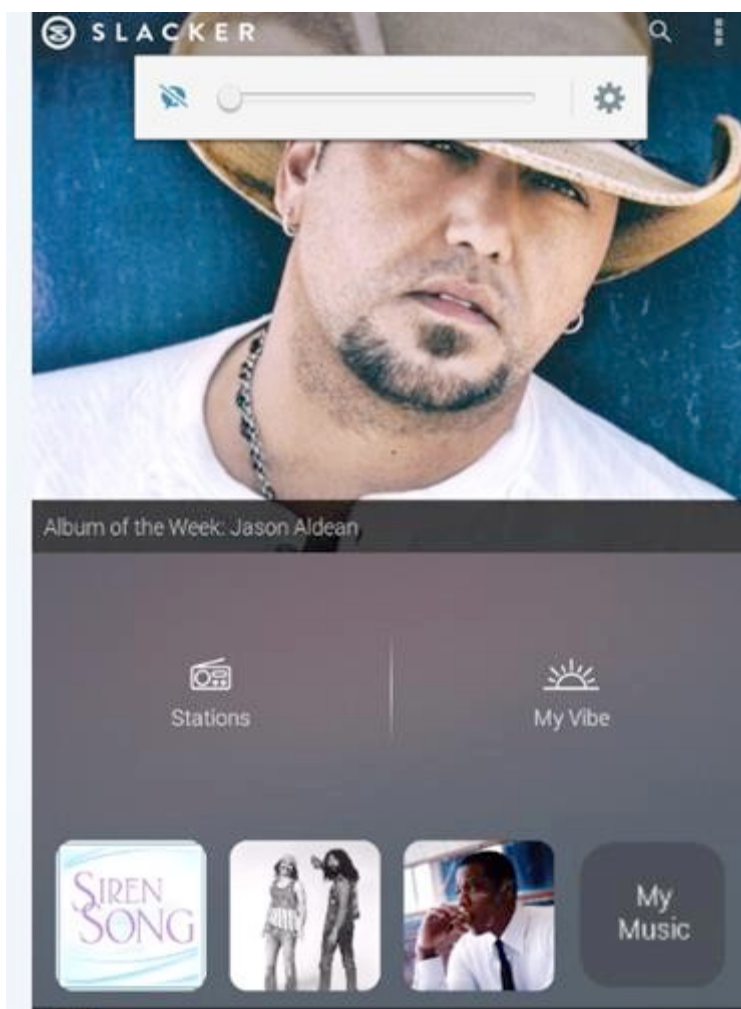 SLACKER
Album of the Week: Jason Aldean
Stations
My Vibe
SIREN
SONG
My
Music